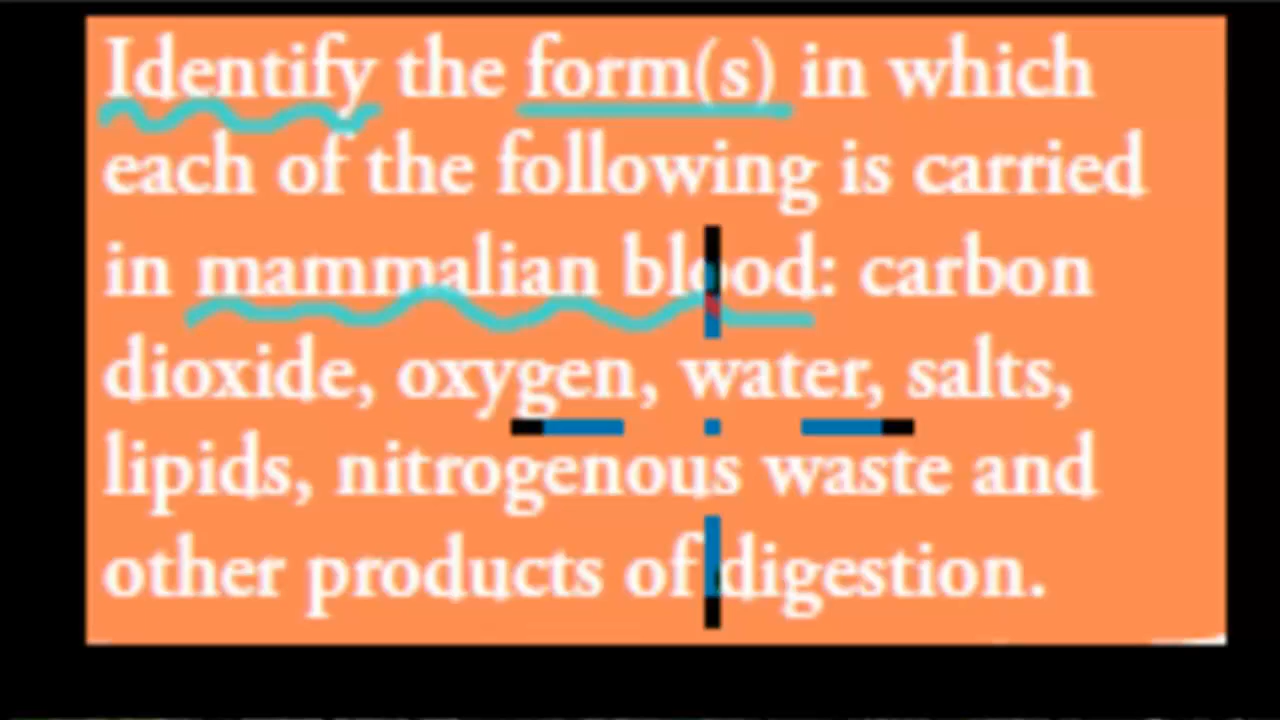 Identify the form(s) in which
each of the following is carried
in mammalian blood: carbon
dioxide, oxygen, water, salts,
lipids, nitrogenous waste and
other products of digestion.